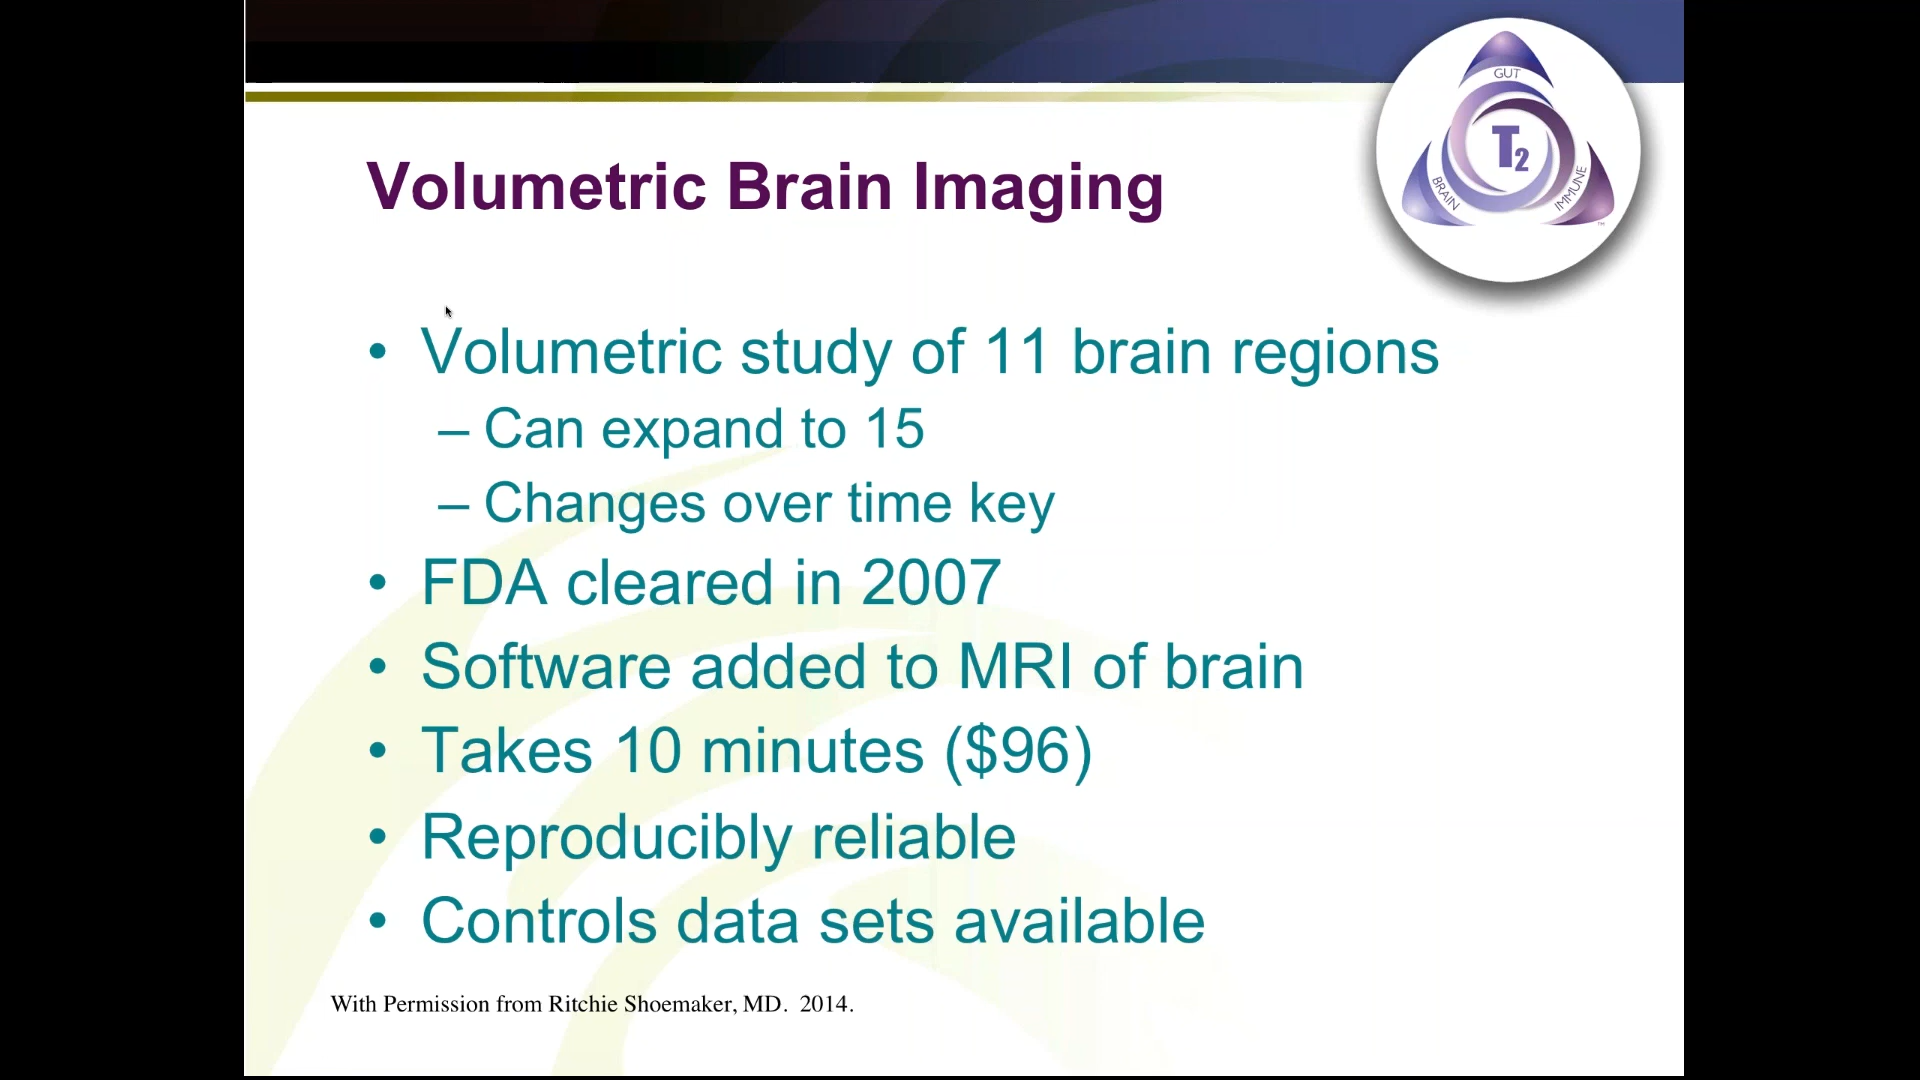 GUT
T2
BRAIN
IMMUNE
TM
Volumetric Brain Imaging
• Volumetric study of 11 brain regions
– Can expand to 15
– Changes over time key
• FDA cleared in 2007
• Software added to MRI of brain
• Takes 10 minutes ($96)
• Reproducibly reliable
• Controls data sets available
With Permission from Ritchie Shoemaker, MD. 2014.